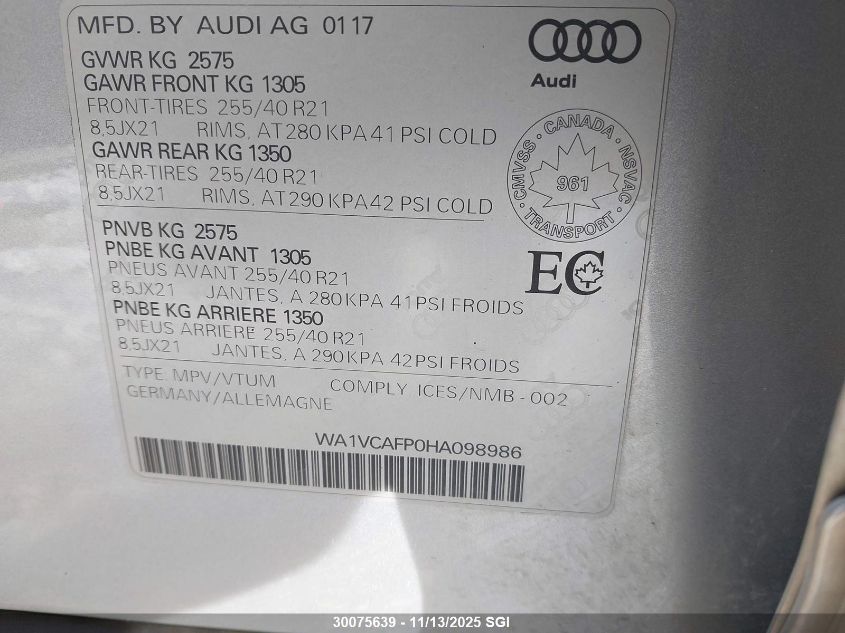 MFD. BY AUDI AG 01 17
GVWR KG 2575
GAWR FRONT KG 1305
FRONT-TIRES 255/40 R21
8,5JX21 RIMS, AT 280 KPA 41 PSI COLD
GAWR REAR KG 1350
REAR-TIRES 255/40 R21
8,5JX21 RIMS, AT 290 KPA 42 PSI COLD
Audi
CMVSS · CANADA · NSVAC
961
TRANSPORT
PNVB KG 2575
PNBE KG AVANT 1305
PNEUS AVANT 255/40 R21
8,5JX21 JANTES, A 280 KPA 41 PSI FROIDS
PNBE KG ARRIERE 1350
PNEUS ARRIERE 255/40 R21
8,5JX21 JANTES, A 290 KPA 42 PSI FROIDS
EC
TYPE MPV/VTUM COMPLY ICES/NMB-002
GERMANY/ALLEMAGNE
WA1VCAFP0HA098986
30075639 - 11/13/2025 SGI